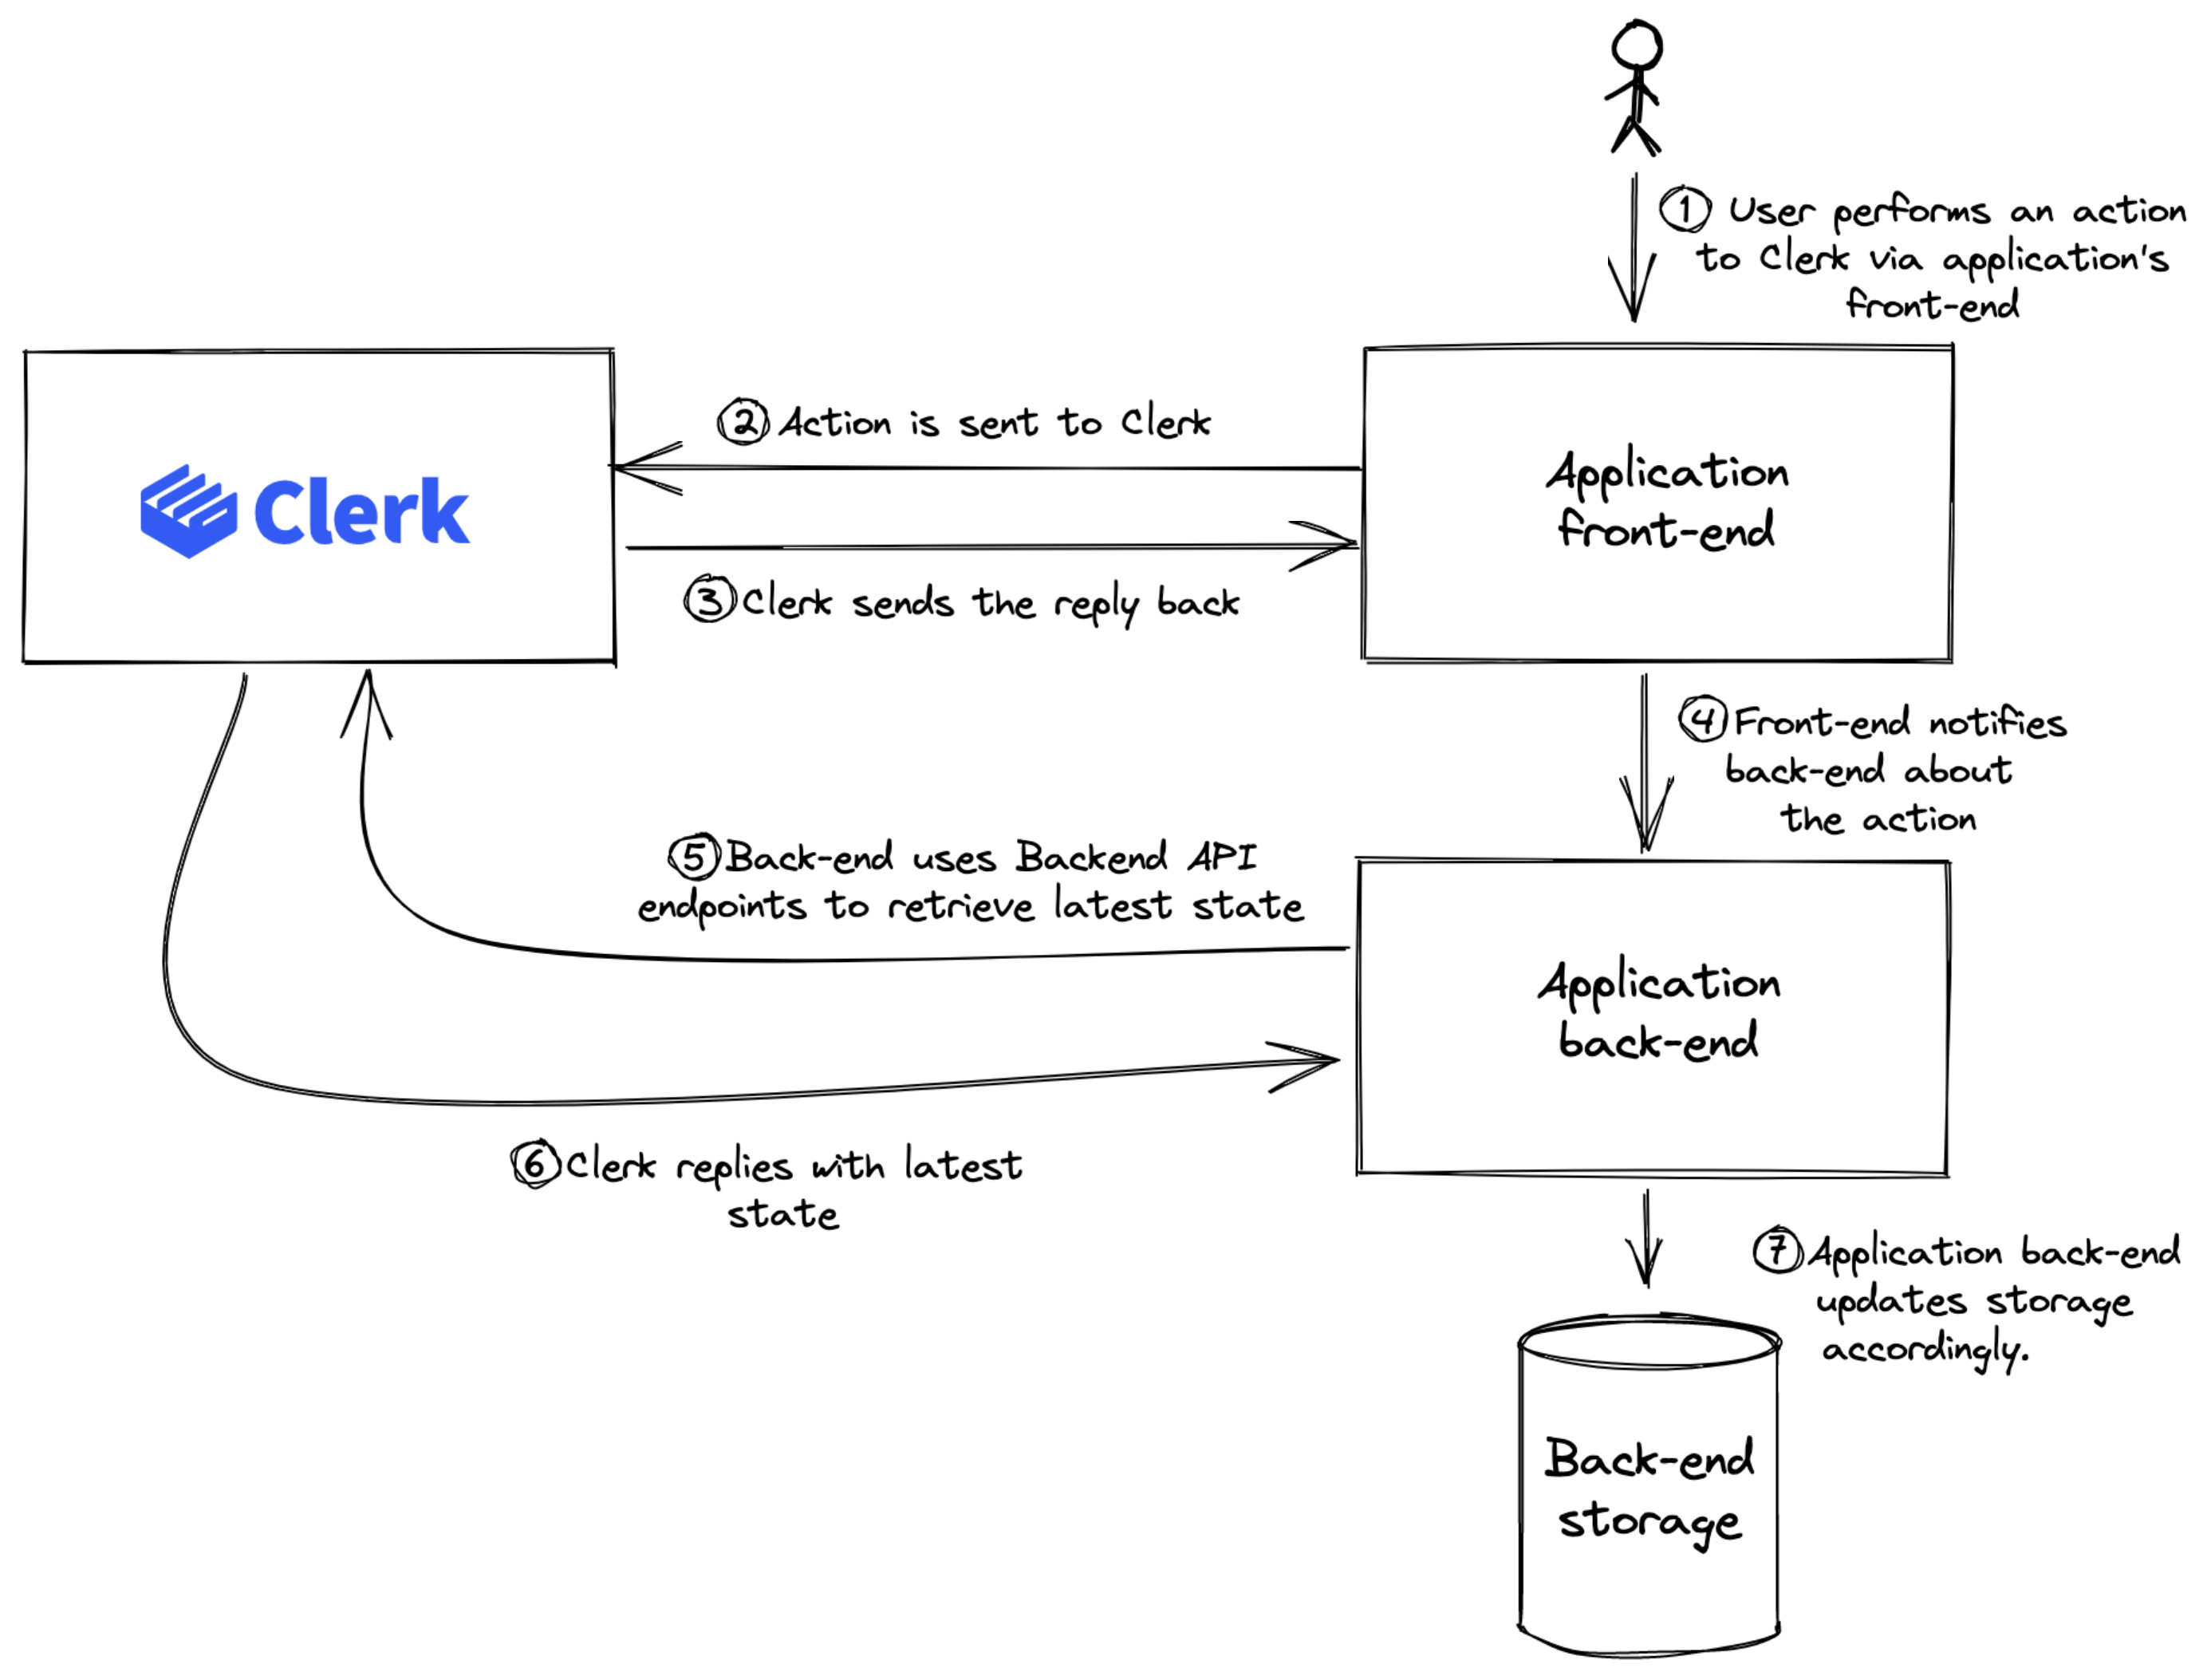 ① User performs an action
to Clerk via application's
front-end
② Action is sent to Clerk
Clerk
Application
front-end
③ Clerk sends the reply back
④ Front-end notifies
back-end about
the action
⑤ Back-end uses Backend API
endpoints to retrieve latest state
Application
back-end
⑥ Clerk replies with latest
state
⑦ Application back-end
updates storage
accordingly.
Back-end
storage